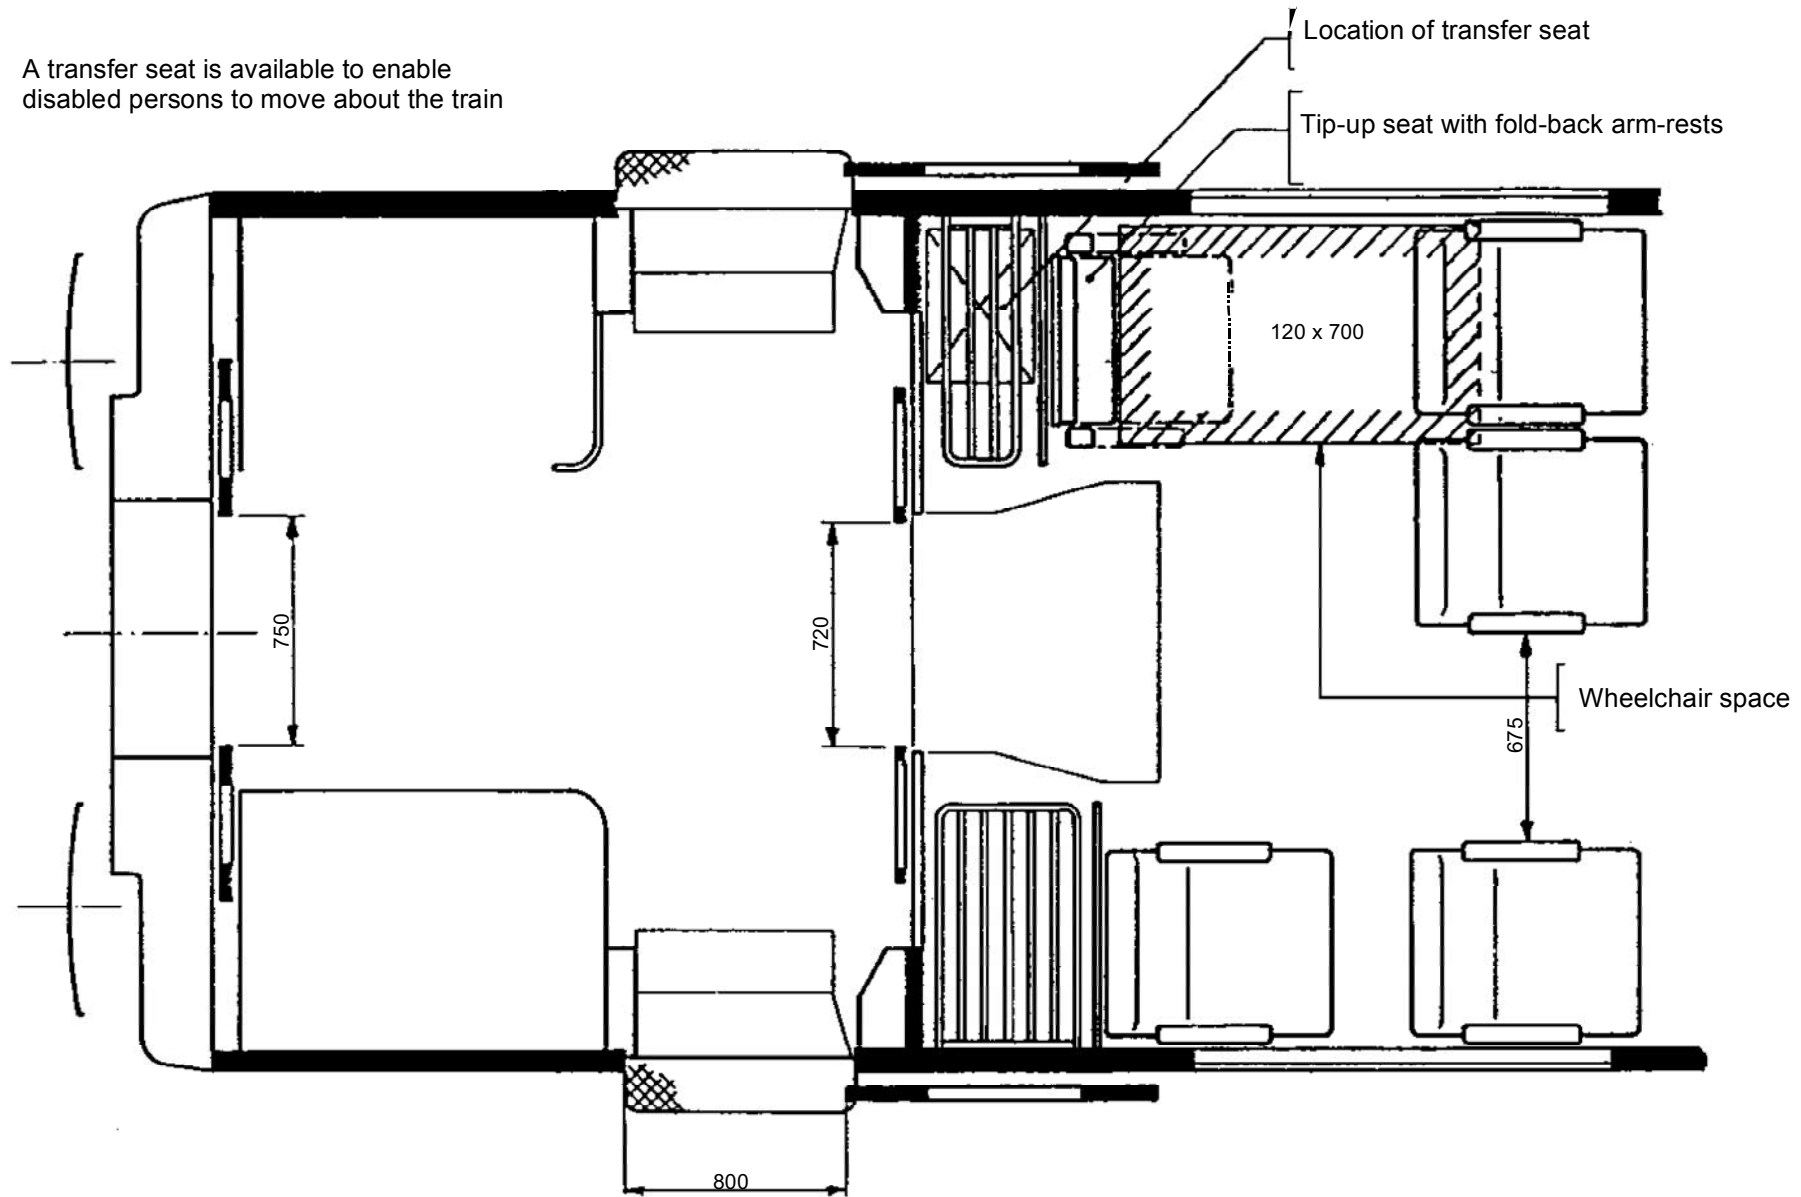 Location of transfer seat
A transfer seat is available to enable
disabled persons to move about the train
Tip-up seat with fold-back arm-rests
120 x 700
750
720
Wheelchair space
675
800